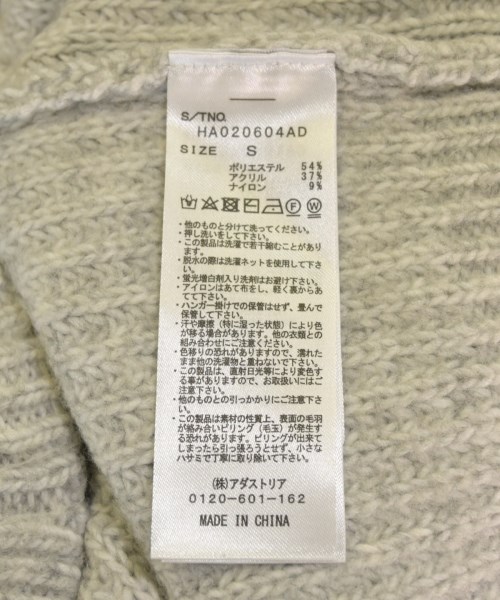 S/TNO.
HA020604AD
SIZE S
ポリエステル 54%
アクリル 37%
ナイロン 9%
・他のものと分けて洗ってください。
・押し洗いをして下さい。
・この製品は洗濯で若干縮むことがあり
ます。
・脱水の際は洗濯ネットを使用して下さ
い。
・蛍光増白剤入り洗剤はお避け下さい。
・アイロンはあて布をし、軽く裏からあ
てて下さい。
・ハンガー掛けでの保管はせず、畳んで
保管して下さい。
・汗や摩擦（特に湿った状態）により色
が移る場合があります。他の衣類との
組み合わせにご注意ください。
・色移りの恐れがありますので、濡れた
まま他の洗濯物と重ねないで下さい。
・この製品は、直射日光等により変色す
る事がありますので、お取扱いにはご
注意下さい。
・他のものとの引っかかりにご注意下さ
い。
・この製品は素材の性質上、表面の毛羽
が絡み合いピリング（毛玉）が発生す
る恐れがあります。ピリングが出来て
しまったら引っ張ろうとせず、小さな
ハサミで丁寧に取り除いて下さい。
（株）アダストリア
0120-601-162
MADE IN CHINA